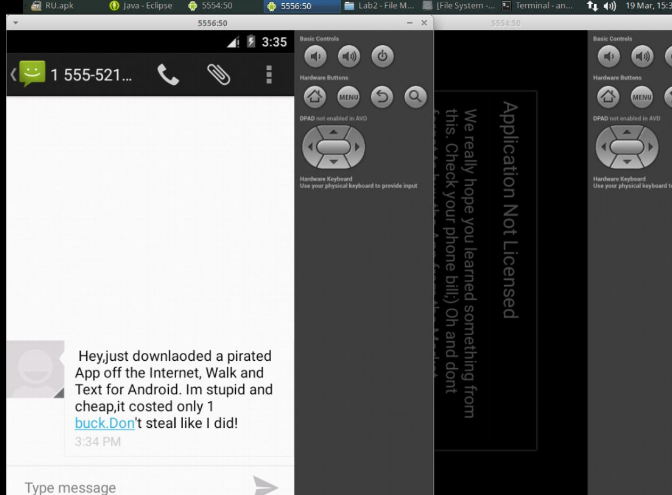 RU.apk
Java - Eclipse
5554:50
5556:50
Lab2 - File M...
[File System -...
Terminal - an...
19 Mar, 15:3
5556:50
5554:50
3:35
1 555-521...
Hey,just downlaoded a pirated
App off the Internet, Walk and
Text for Android. Im stupid and
cheap,it costed only 1
buck.Don't steal like I did!
3:34 PM
Type message
Basic Controls
Hardware Buttons
MENU
DPAD not enabled in AVD
Hardware Keyboard
Use your physical keyboard to provide input
Application Not Licensed
We really hope you learned something from
this. Check your phone bill;) Oh and dont
Basic Controls
Hardware Buttons
MENU
DPAD not enabled in AVD
Hardware Keyboard
Use your physical keyboard